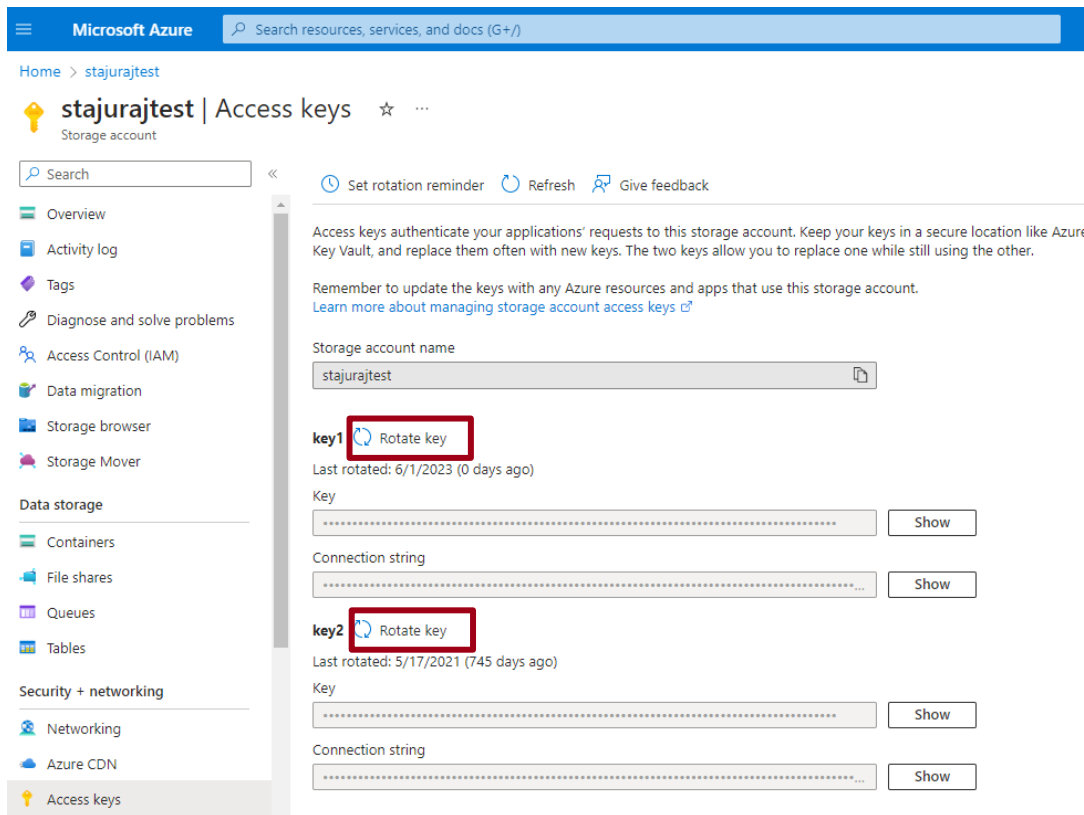 Microsoft Azure
Search resources, services, and docs (G+/)
Home > stajurajtest
stajurajtest | Access keys
Storage account
Search
Overview
Activity log
Tags
Diagnose and solve problems
Access Control (IAM)
Data migration
Storage browser
Storage Mover
Data storage
Containers
File shares
Queues
Tables
Security + networking
Networking
Azure CDN
Access keys
Set rotation reminder Refresh Give feedback
Access keys authenticate your applications' requests to this storage account. Keep your keys in a secure location like Azure
Key Vault, and replace them often with new keys. The two keys allow you to replace one while still using the other.
Remember to update the keys with any Azure resources and apps that use this storage account.
Learn more about managing storage account access keys
Storage account name
stajurajtest
key1 Rotate key
Last rotated: 6/1/2023 (0 days ago)
Key
Show
Connection string
Show
key2 Rotate key
Last rotated: 5/17/2021 (745 days ago)
Key
Show
Connection string
Show